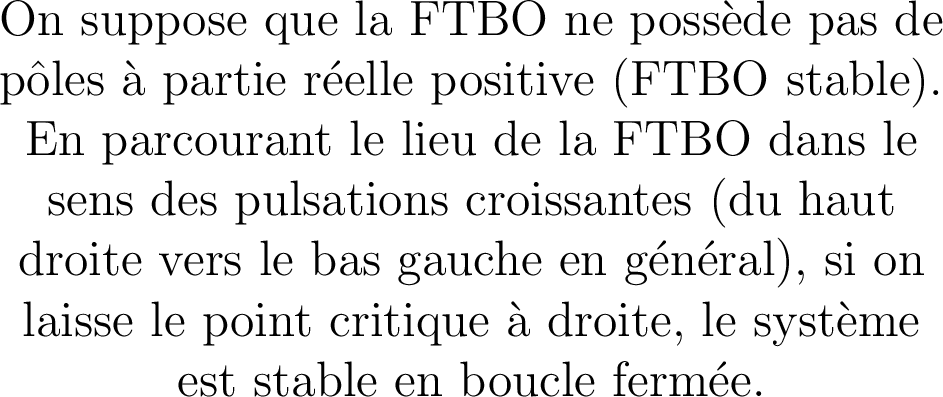 On suppose que la FTBO ne possède pas de
pôles à partie réelle positive (FTBO stable).
En parcourant le lieu de la FTBO dans le
sens des pulsations croissantes (du haut
droite vers le bas gauche en général), si on
laisse le point critique à droite, le système
est stable en boucle fermée.